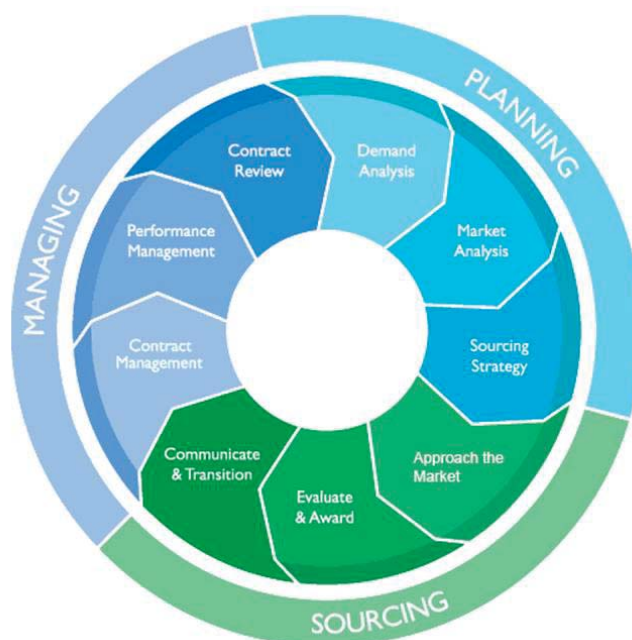 PLANNING
Demand
Analysis
Market
Analysis
Sourcing
Strategy
SOURCING
Approach the
Market
Evaluate
& Award
Communicate
& Transition
MANAGING
Contract
Management
Performance
Management
Contract
Review